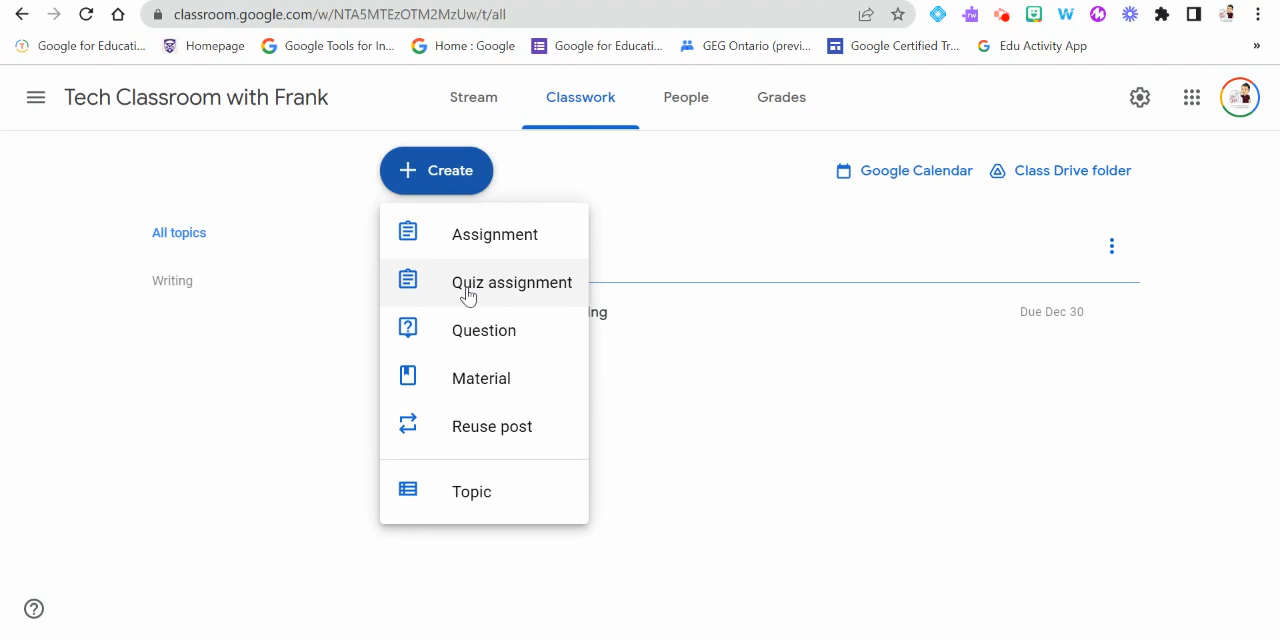 classroom.google.com/w/NTA5MTEzOTM2MzUw/t/all
Google for Educati... Homepage Google Tools for In... Home : Google Google for Educati... GEG Ontario (previ... Google Certified Tr... Edu Activity App »
Tech Classroom with Frank Stream Classwork People Grades
+ Create Google Calendar Class Drive folder
All topics
Writing
Assignment
Quiz assignment
ing Due Dec 30
Question
Material
Reuse post
Topic